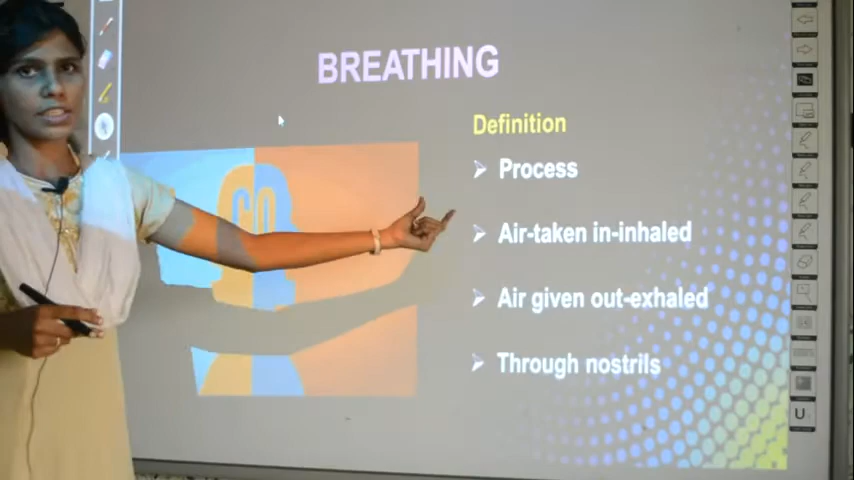 BREATHING
Definition
Process
Air-taken in-inhaled
Air given out-exhaled
Through nostrils